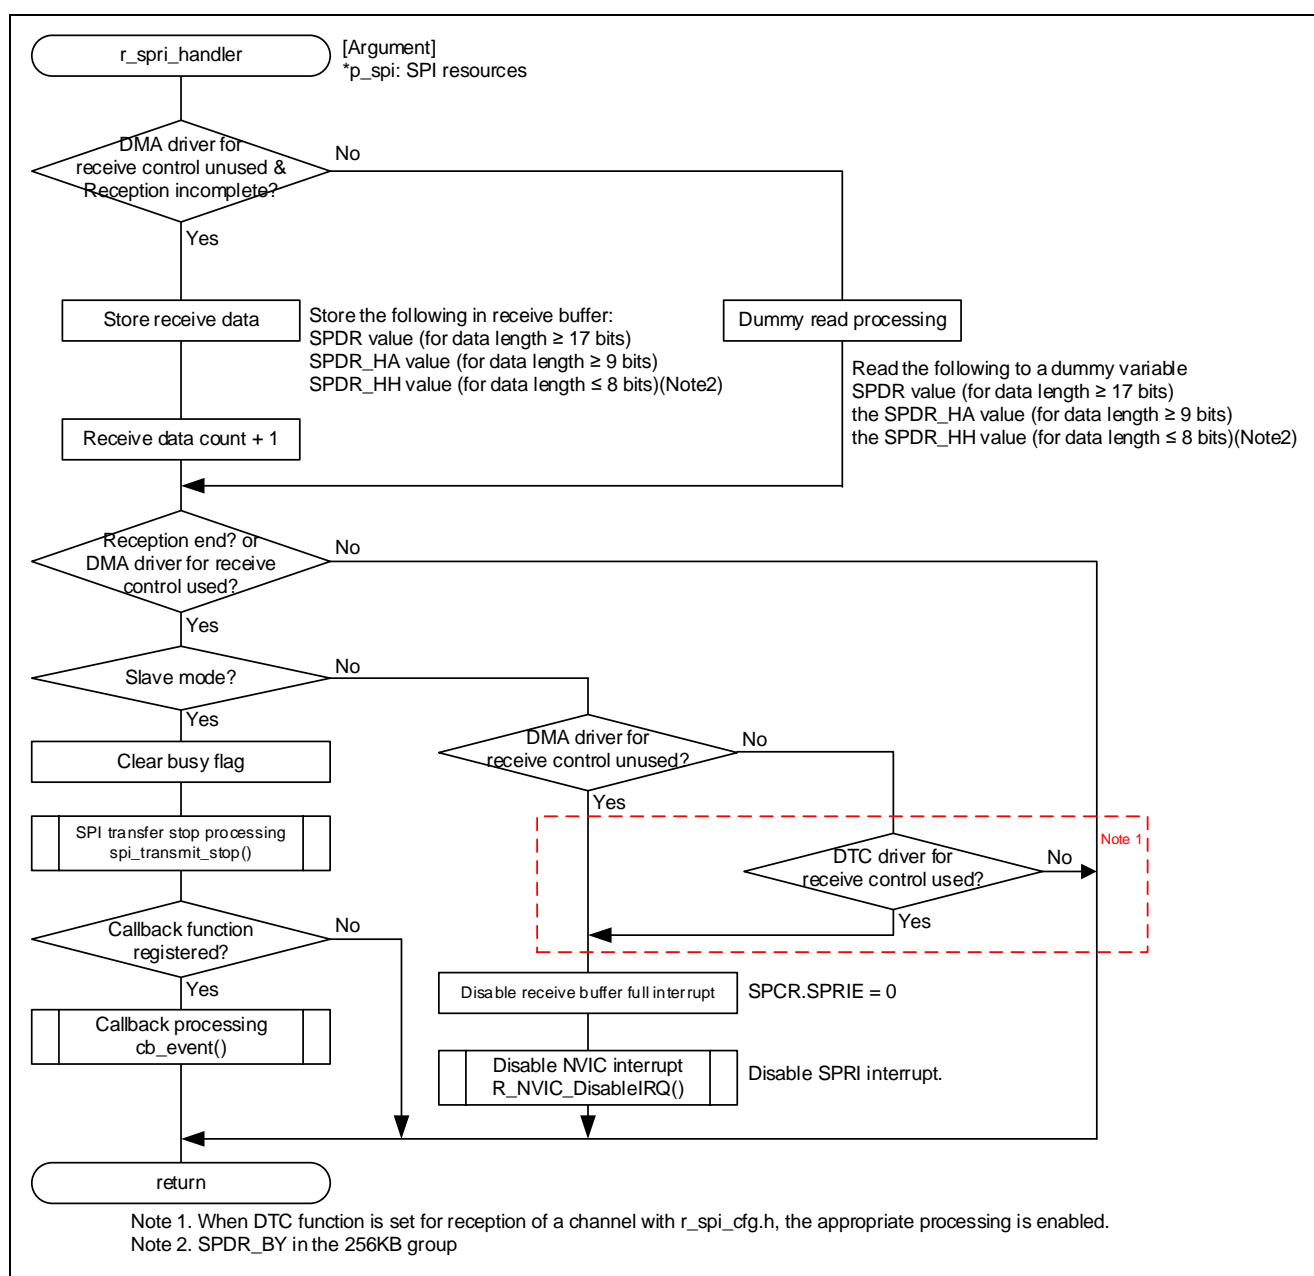 r_spri_handler
[Argument]
*p_spi: SPI resources
DMA driver for
receive control unused &
Reception incomplete?
No
Yes
Store receive data
Store the following in receive buffer:
SPDR value (for data length ≥ 17 bits)
SPDR_HA value (for data length ≥ 9 bits)
SPDR_HH value (for data length ≤ 8 bits)(Note2)
Dummy read processing
Read the following to a dummy variable
SPDR value (for data length ≥ 17 bits)
the SPDR_HA value (for data length ≥ 9 bits)
the SPDR_HH value (for data length ≤ 8 bits)(Note2)
Receive data count + 1
Reception end? or
DMA driver for receive
control used?
No
Yes
Slave mode?
No
Yes
Clear busy flag
DMA driver for
receive control unused?
No
Yes
SPI transfer stop processing
spi_transmit_stop()
Note 1
DTC driver for
receive control used?
No
Yes
Callback function
registered?
No
Yes
Disable receive buffer full interrupt
SPCR.SPRIE = 0
Callback processing
cb_event()
Disable NVIC interrupt
R_NVIC_DisableIRQ()
Disable SPRI interrupt.
return
Note 1. When DTC function is set for reception of a channel with r_spi_cfg.h, the appropriate processing is enabled.
Note 2. SPDR_BY in the 256KB group